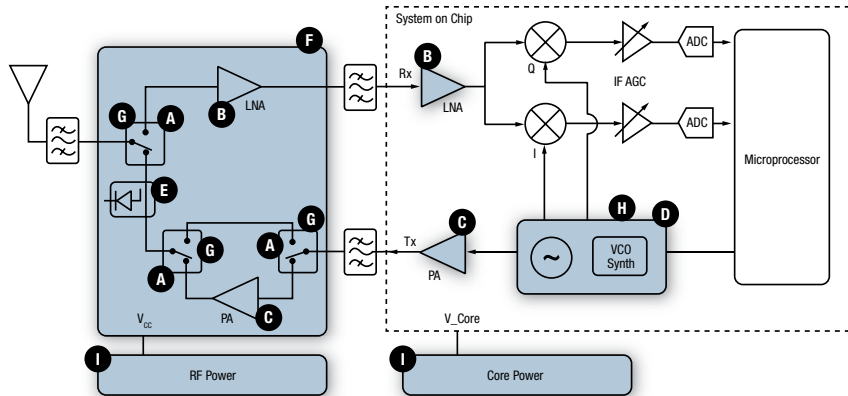 System on Chip
F
B
Rx
LNA
Q
IF AGC
ADC
G
A
B
LNA
I
ADC
Microprocessor
E
G
A
G
A
C
PA
Tx
C
PA
H
D
~
VCO
Synth
Vcc
V_Core
I
RF Power
I
Core Power